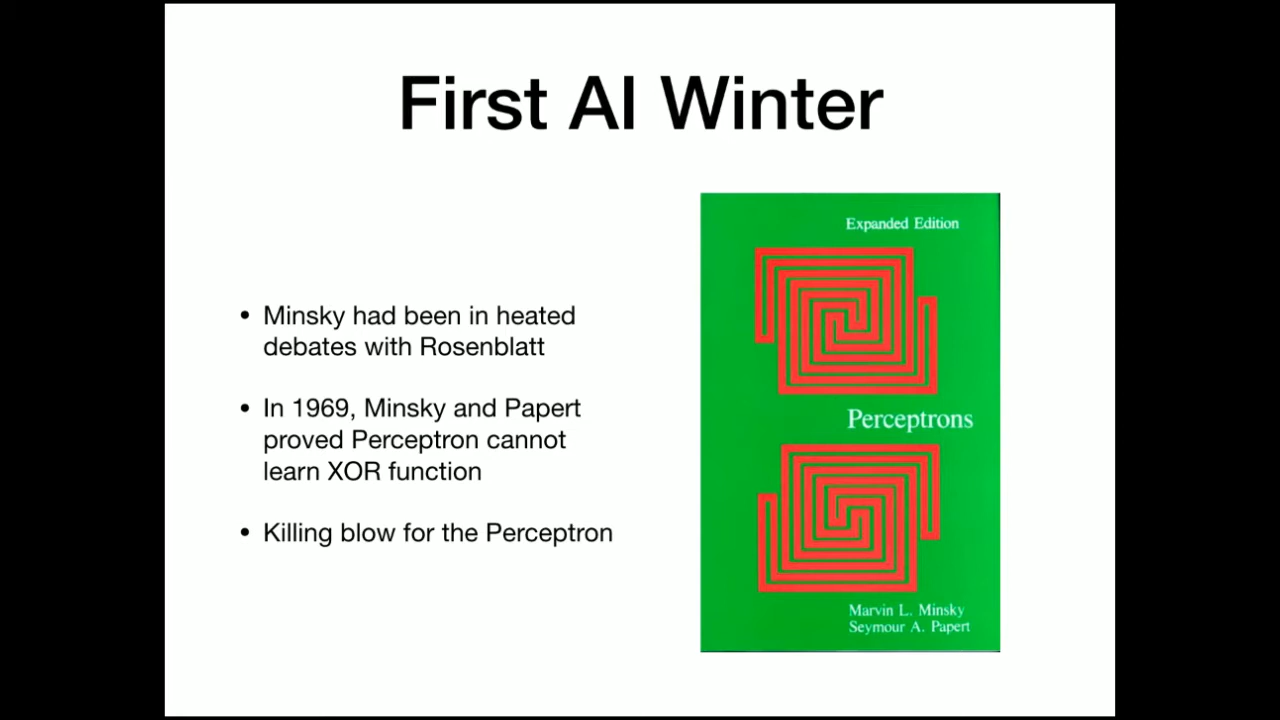 First AI Winter
• Minsky had been in heated
debates with Rosenblatt
• In 1969, Minsky and Papert
proved Perceptron cannot
learn XOR function
• Killing blow for the Perceptron
Expanded Edition
Perceptrons
Marvin L. Minsky
Seymour A. Papert